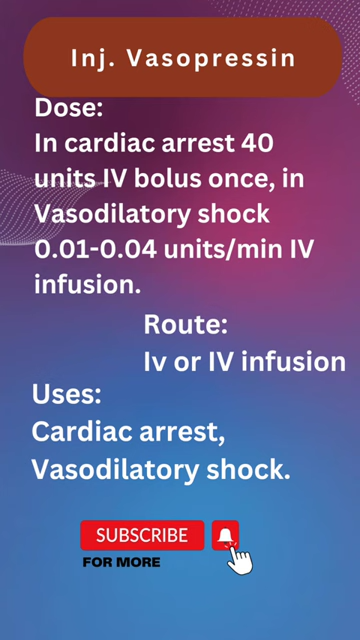 Inj. Vasopressin
Dose:
In cardiac arrest 40
units IV bolus once, in
Vasodilatory shock
0.01-0.04 units/min IV
infusion.
Route:
Iv or IV infusion
Uses:
Cardiac arrest,
Vasodilatory shock.
SUBSCRIBE
FOR MORE